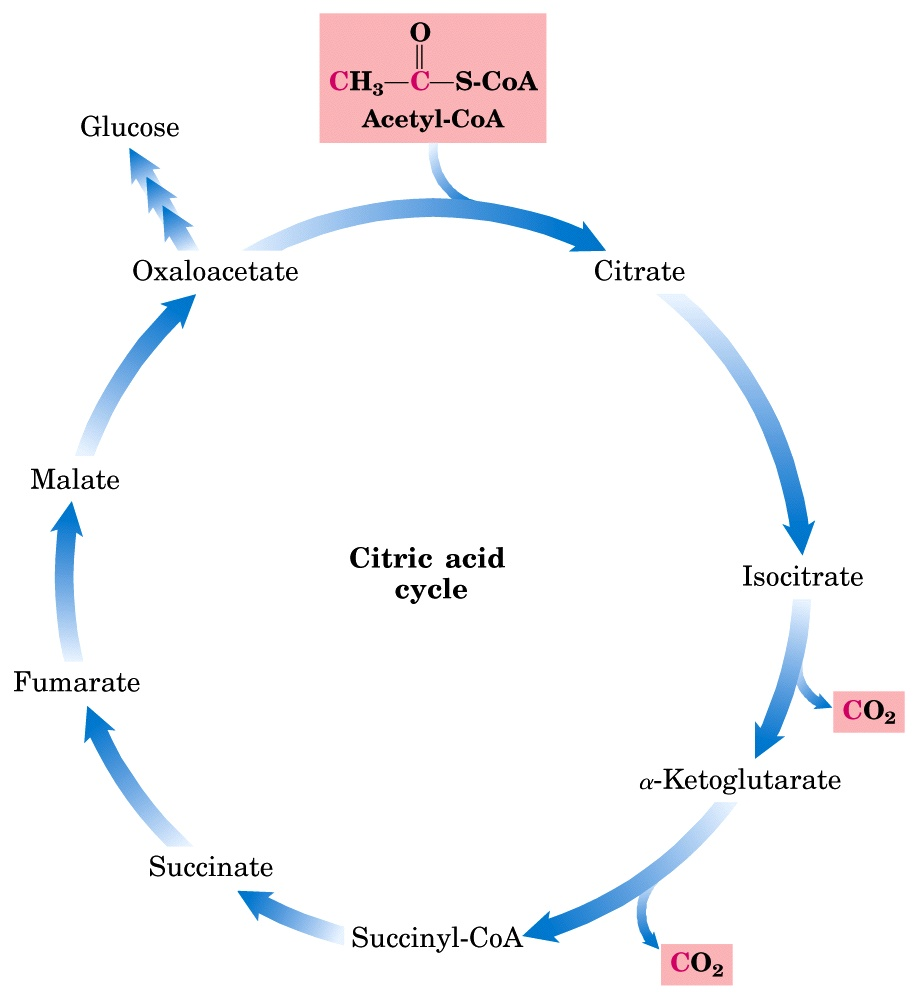 O
CH₃—C—S-CoA
Acetyl-CoA
Glucose
Oxaloacetate
Citrate
Malate
Citric acid
cycle
Isocitrate
Fumarate
CO₂
α-Ketoglutarate
Succinate
Succinyl-CoA
CO₂